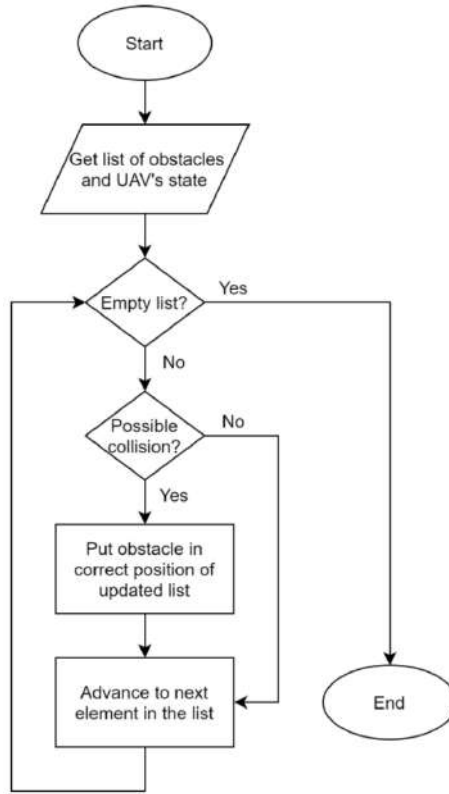 Start
Get list of obstacles
and UAV's state
Empty list?
Yes
No
Possible
collision?
No
Yes
Put obstacle in
correct position of
updated list
Advance to next
element in the list
End